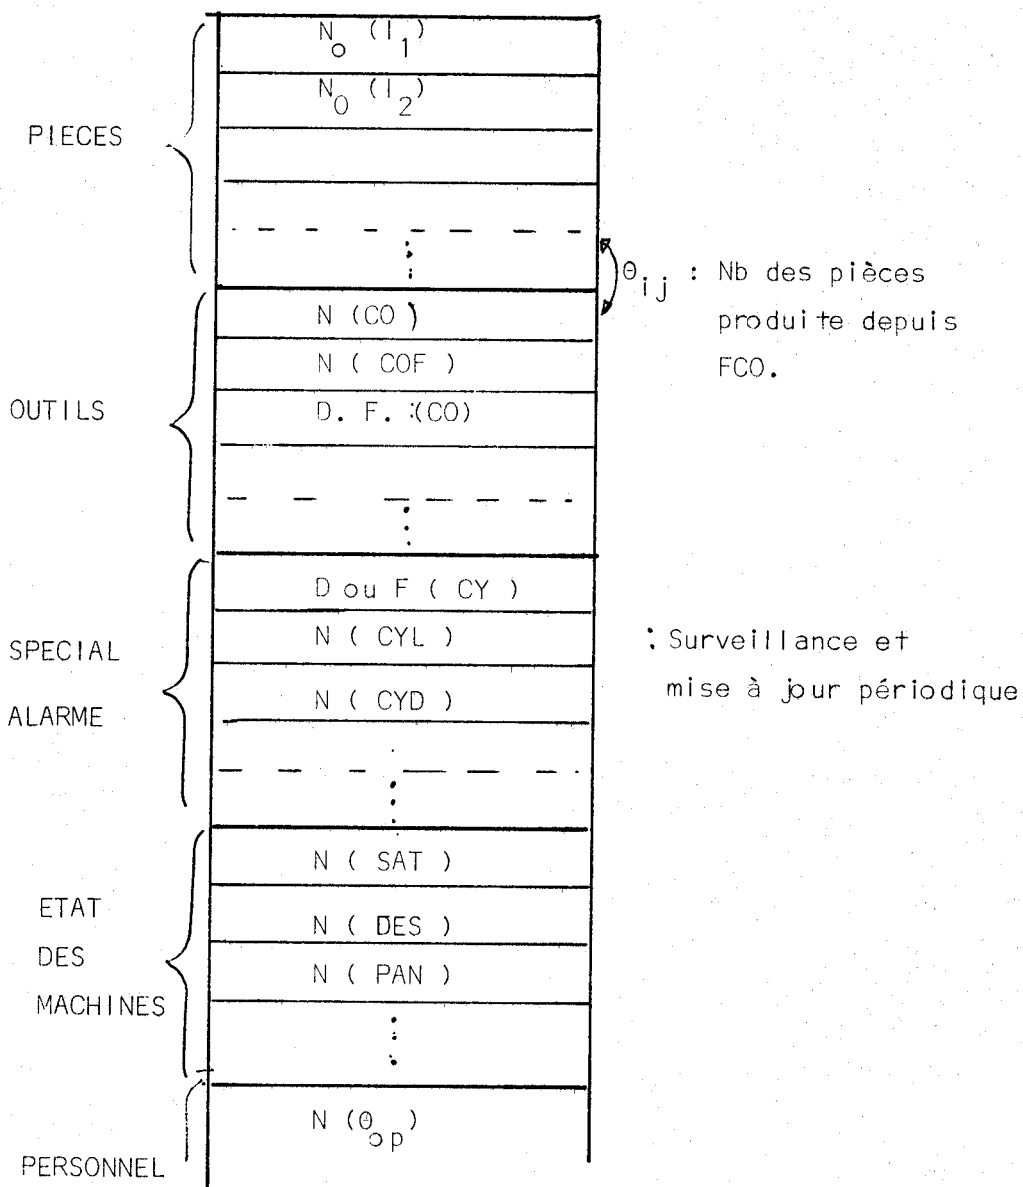 N₀ (I₁)
N₀ (I₂)
PIECES
θij : Nb des pièces
produite depuis
FCO.
N (CO)
N ( COF )
OUTILS
D. F. :(CO)
D ou F ( CY )
SPECIAL
ALARME
N ( CYL )
N ( CYD )
: Surveillance et
mise à jour périodique
N ( SAT )
ETAT
DES
MACHINES
N ( DES )
N ( PAN )
N (θop)
PERSONNEL